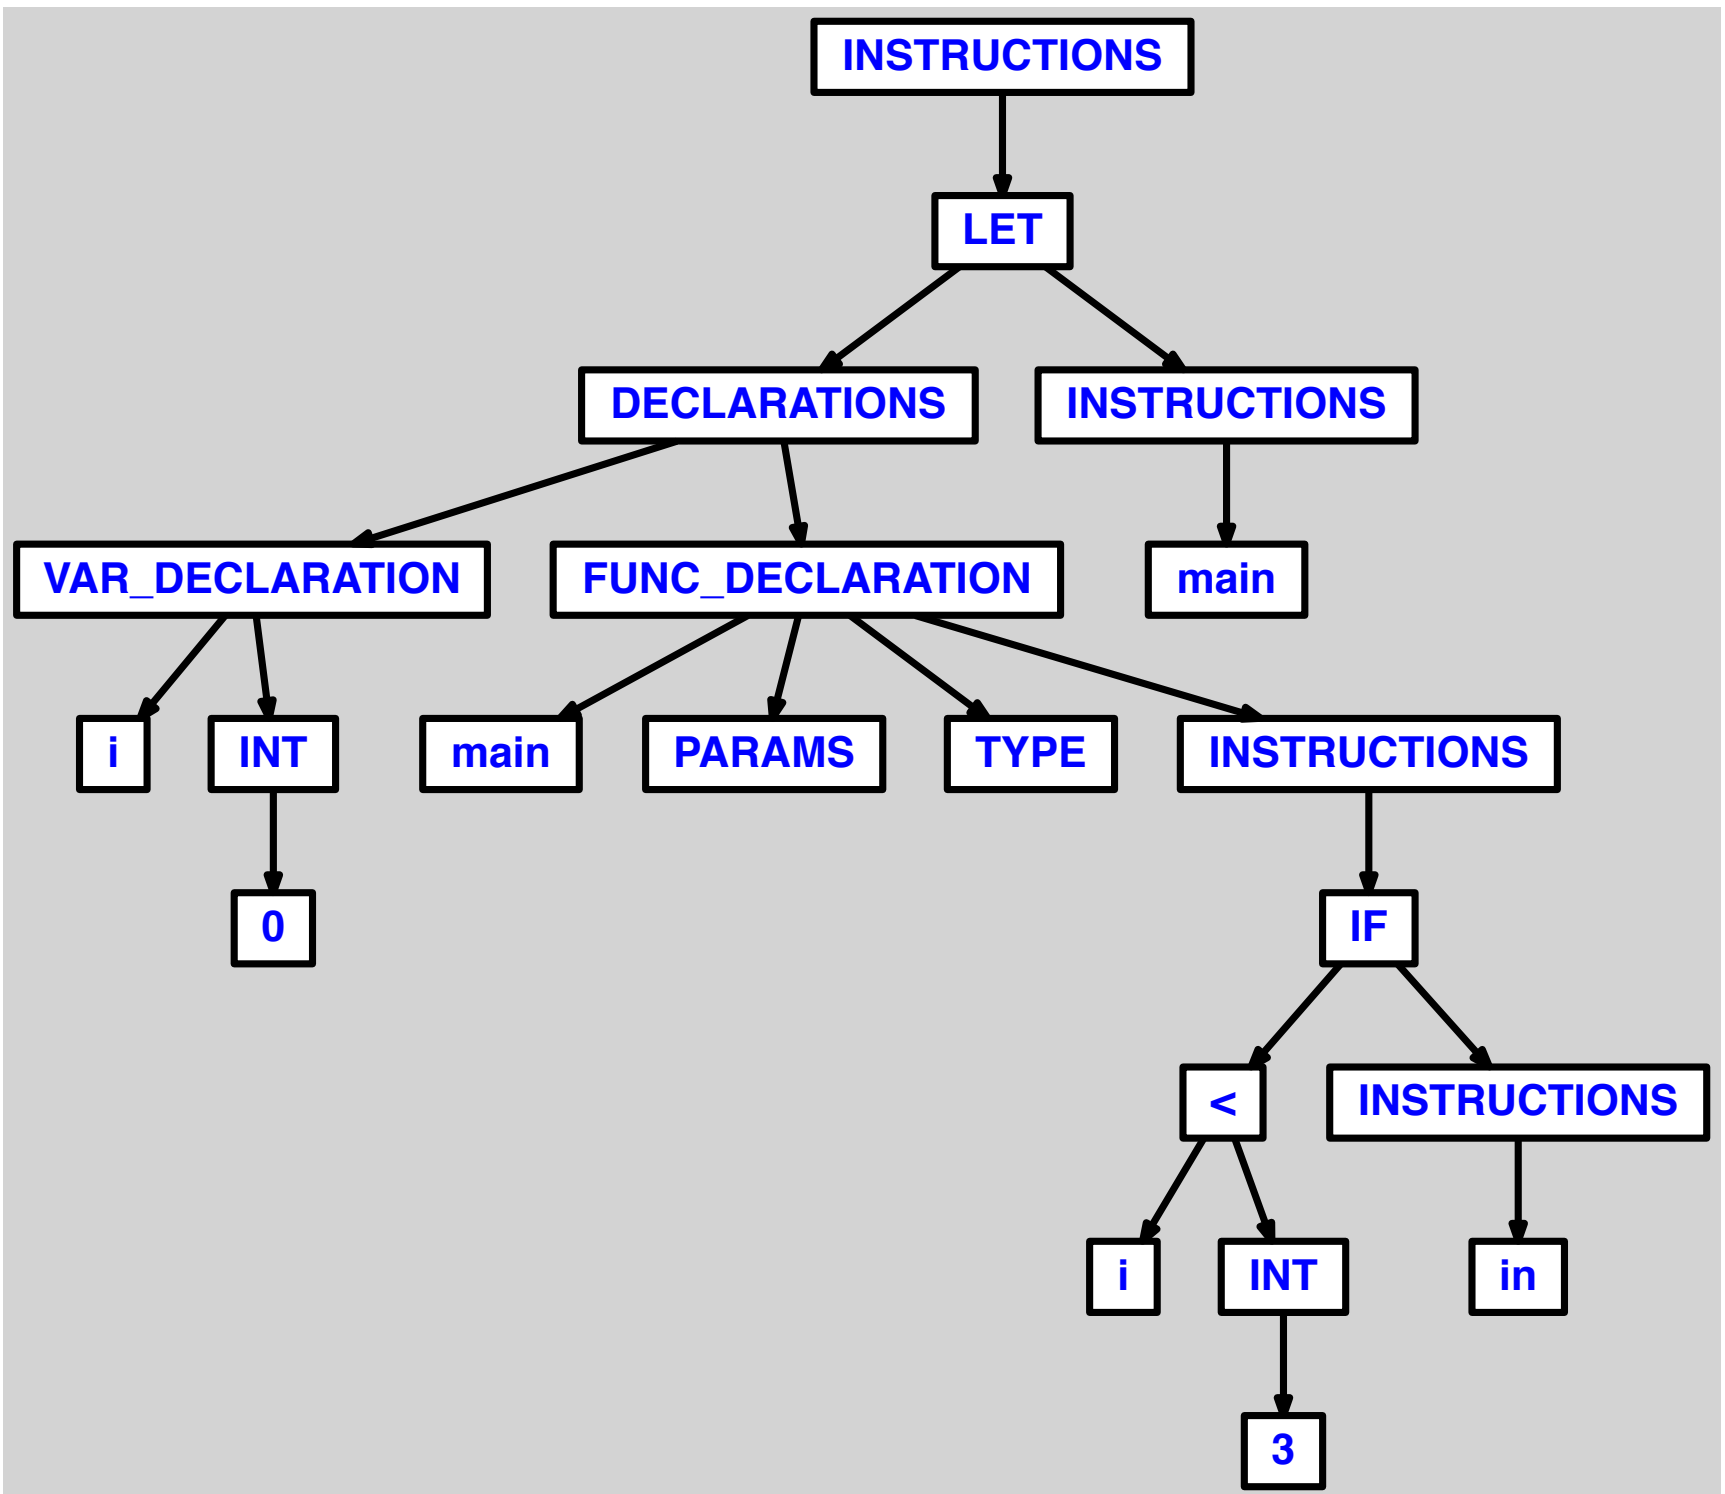 INSTRUCTIONS
LET
DECLARATIONS
INSTRUCTIONS
VAR_DECLARATION
FUNC_DECLARATION
main
i
INT
main
PARAMS
TYPE
INSTRUCTIONS
0
IF
<
INSTRUCTIONS
i
INT
in
3